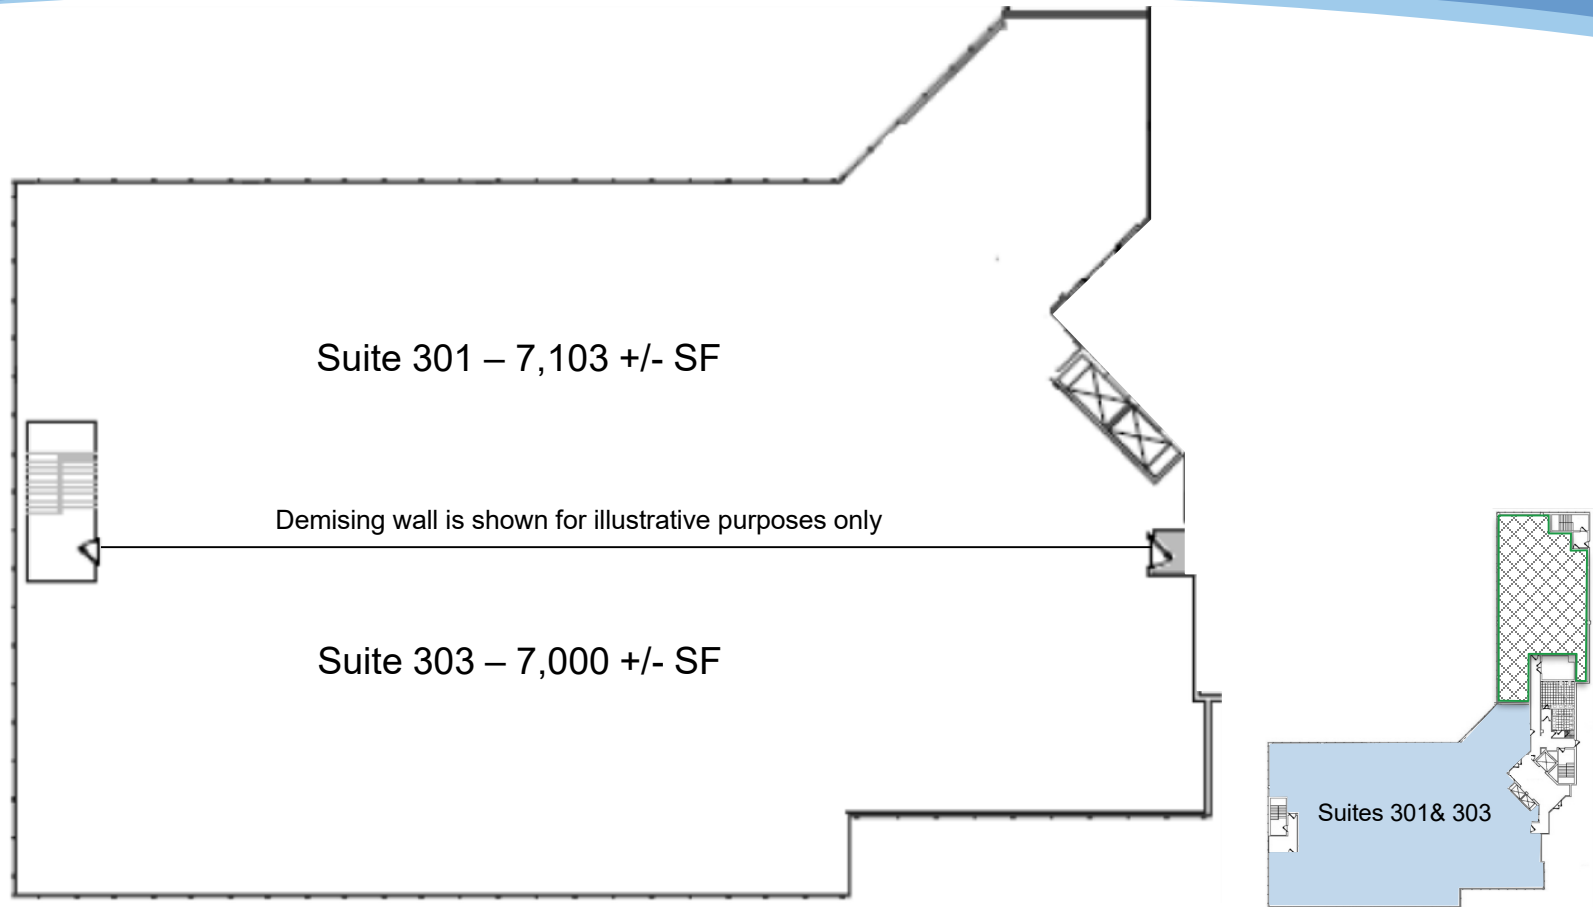 Suite 301 – 7,103 +/- SF
Demising wall is shown for illustrative purposes only
Suite 303 – 7,000 +/- SF
Suites 301& 303